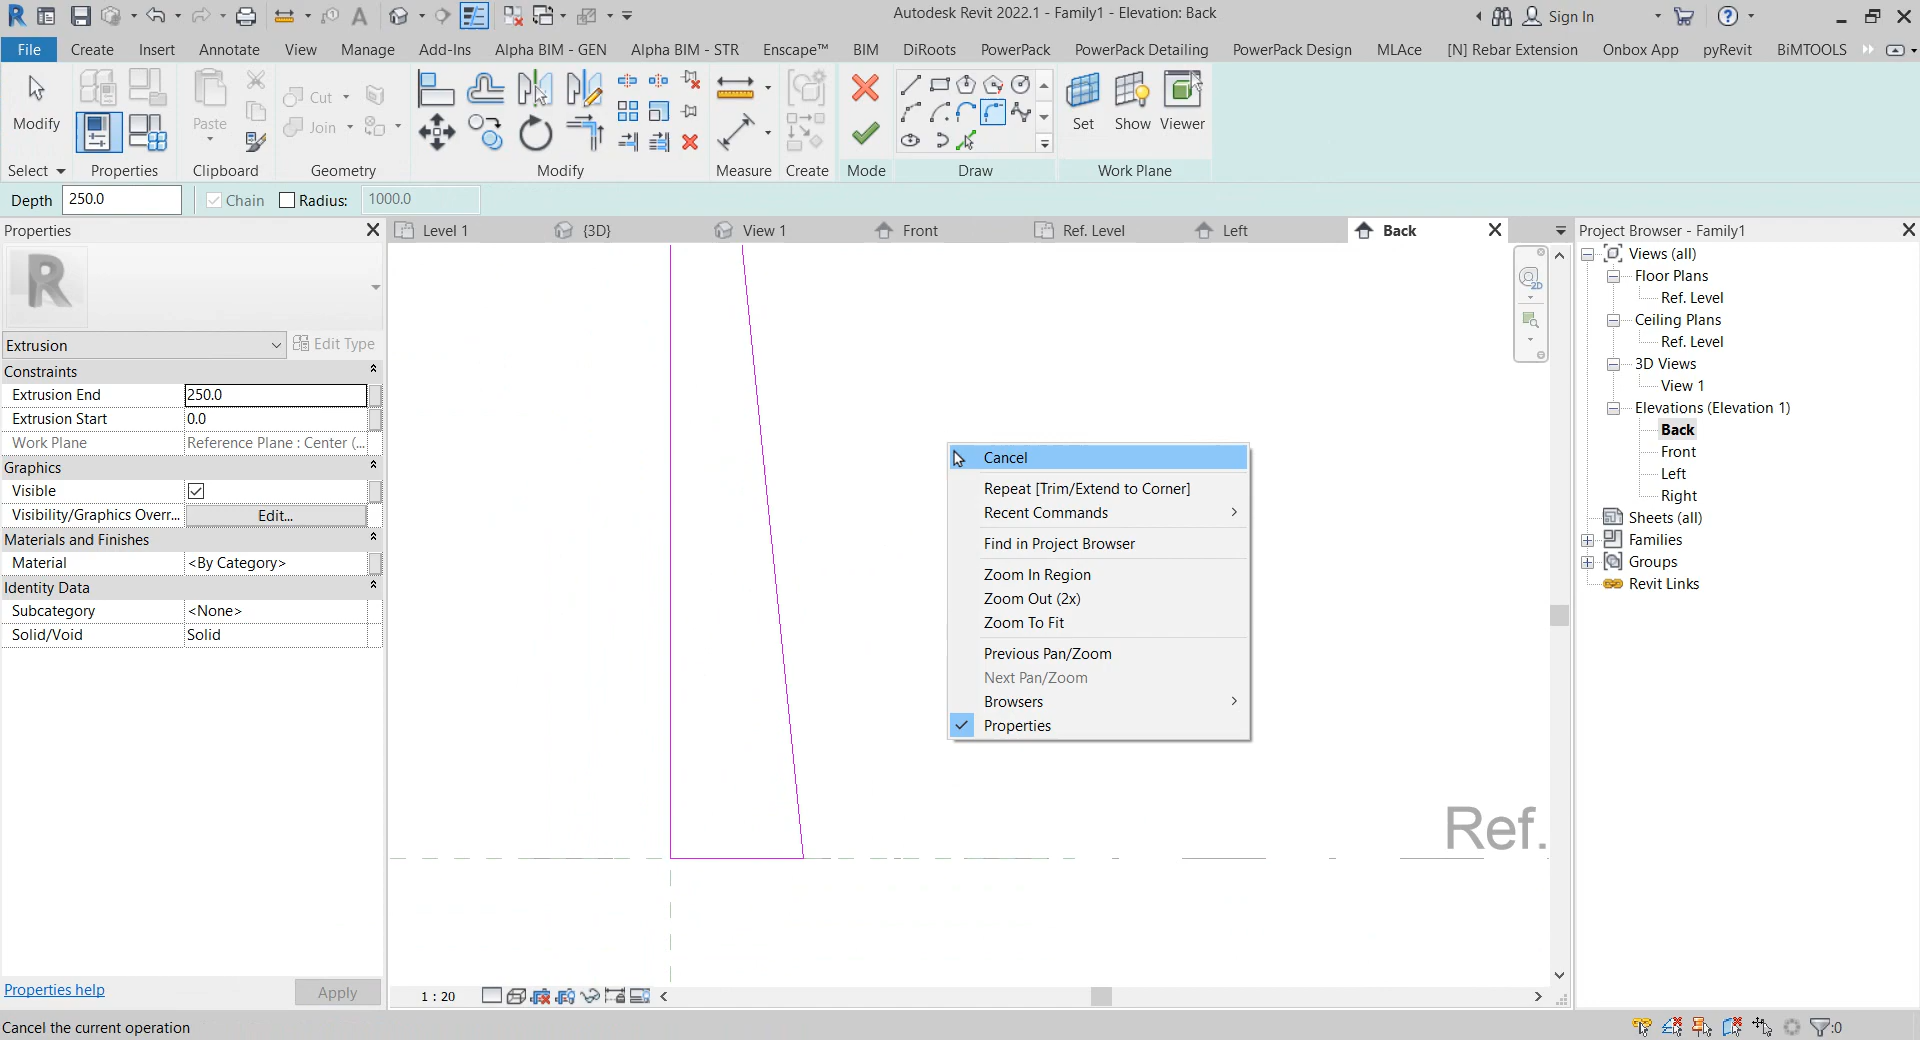 Autodesk Revit 2022.1 - Family1 - Elevation: Back
Sign In
File Create Insert Annotate View Manage Add-Ins Alpha BIM - GEN Alpha BIM - STR Enscape™ BIM DiRoots PowerPack PowerPack Detailing PowerPack Design MLAce [N] Rebar Extension Onbox App pyRevit BiMTOOLS
Modify
Paste
Cut
Join
Set Show Viewer
Select Properties Clipboard Geometry Modify Measure Create Mode Draw Work Plane
Depth 250.0 Chain Radius: 1000.0
Properties
Level 1 {3D} View 1 Front Ref. Level Left Back
Project Browser - Family1
Extrusion
Edit Type
Constraints
Extrusion End 250.0
Extrusion Start 0.0
Work Plane Reference Plane : Center (...
Graphics
Visible
Visibility/Graphics Overr... Edit...
Materials and Finishes
Material <By Category>
Identity Data
Subcategory <None>
Solid/Void Solid
Properties help
Apply
2D
Cancel
Repeat [Trim/Extend to Corner]
Recent Commands
Find in Project Browser
Zoom In Region
Zoom Out (2x)
Zoom To Fit
Previous Pan/Zoom
Next Pan/Zoom
Browsers
Properties
Ref.
1 : 20
Views (all)
Floor Plans
Ref. Level
Ceiling Plans
Ref. Level
3D Views
View 1
Elevations (Elevation 1)
Back
Front
Left
Right
Sheets (all)
Families
Groups
Revit Links
Cancel the current operation
:0